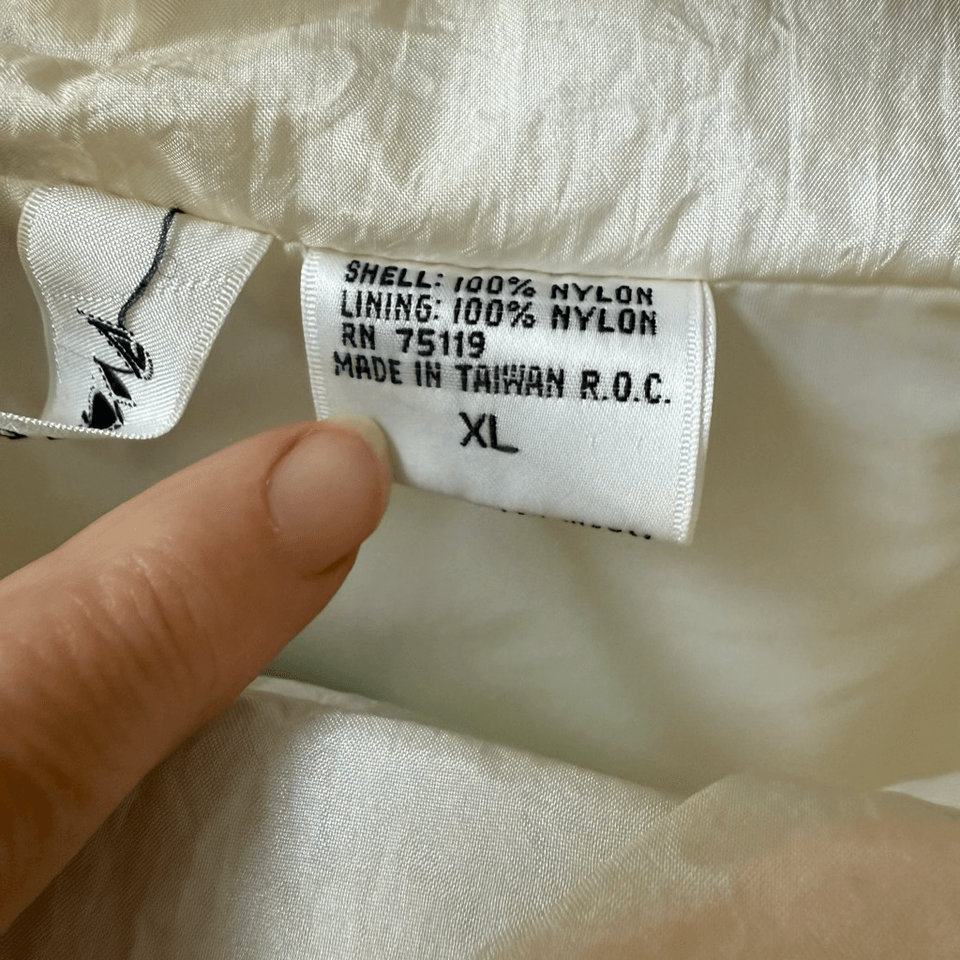 SHELL: 100% NYLON
LINING: 100% NYLON
RN 75119
MADE IN TAIWAN R.O.C.
XL